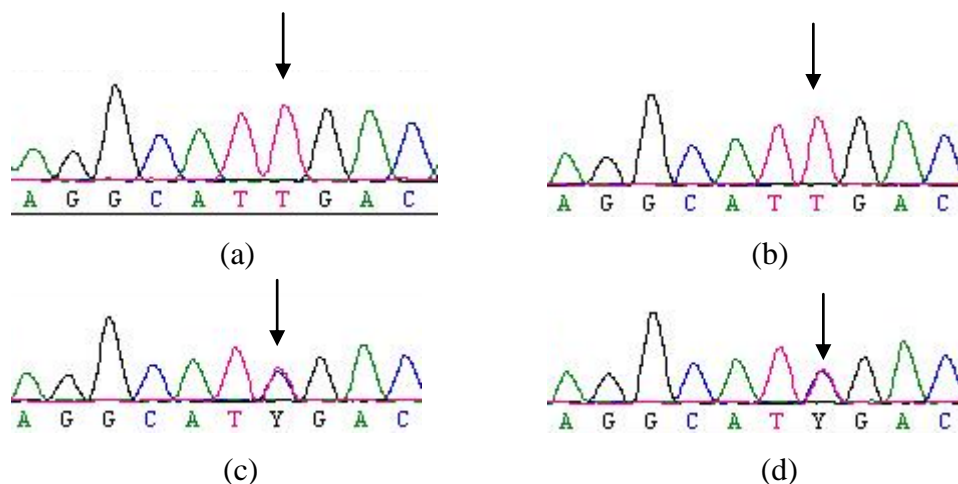 A G G C A T T G A C
A G G C A T T G A C
(a)
(b)
A G G C A T Y G A C
A G G C A T Y G A C
(c)
(d)